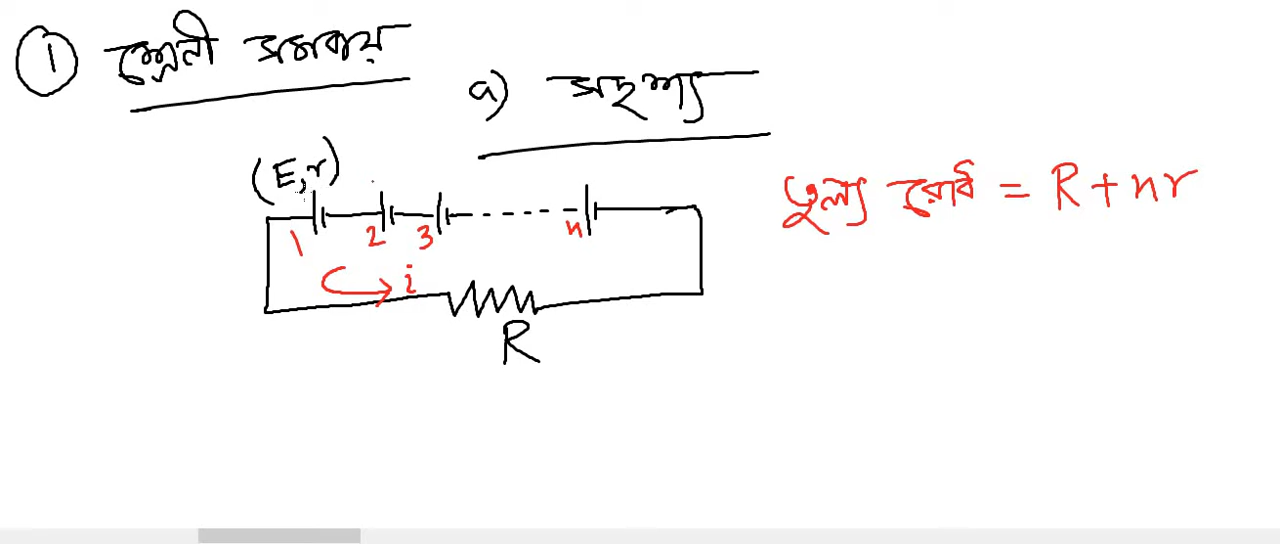 ① শ্রেনী সমবায়
a) সদৃশ্য
(E,r)
তুল্য রোধ = R + nr
1 2 3 n
i
R